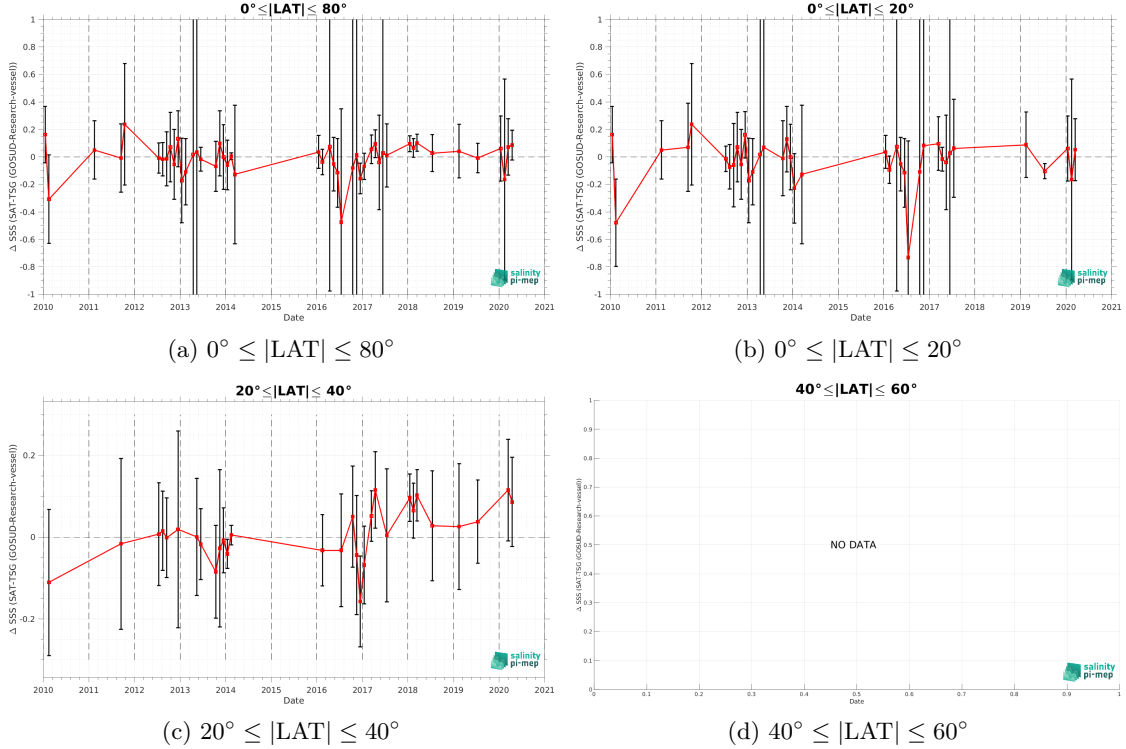 0°≤|LAT|≤ 80°
Δ SSS (SAT-TSG (GOSUD-Research-vessel))
1
0.8
0.6
0.4
0.2
0
-0.2
-0.4
-0.6
-0.8
-1
2010 2011 2012 2013 2014 2015 2016 2017 2018 2019 2020 2021
Date
salinity
pi-mep
(a) 0° ≤ |LAT| ≤ 80°
0°≤|LAT|≤ 20°
Δ SSS (SAT-TSG (GOSUD-Research-vessel))
1
0.8
0.6
0.4
0.2
0
-0.2
-0.4
-0.6
-0.8
-1
2010 2011 2012 2013 2014 2015 2016 2017 2018 2019 2020 2021
Date
salinity
pi-mep
(b) 0° ≤ |LAT| ≤ 20°
20°≤|LAT|≤ 40°
Δ SSS (SAT-TSG (GOSUD-Research-vessel))
0.2
0
-0.2
2010 2011 2012 2013 2014 2015 2016 2017 2018 2019 2020 2021
Date
salinity
pi-mep
(c) 20° ≤ |LAT| ≤ 40°
40°≤|LAT|≤ 60°
Δ SSS (SAT-TSG (GOSUD-Research-vessel))
1
0.9
0.8
0.7
0.6
0.5
0.4
0.3
0.2
0.1
0
NO DATA
0 0.1 0.2 0.3 0.4 0.5 0.6 0.7 0.8 0.9 1
Date
salinity
pi-mep
(d) 40° ≤ |LAT| ≤ 60°